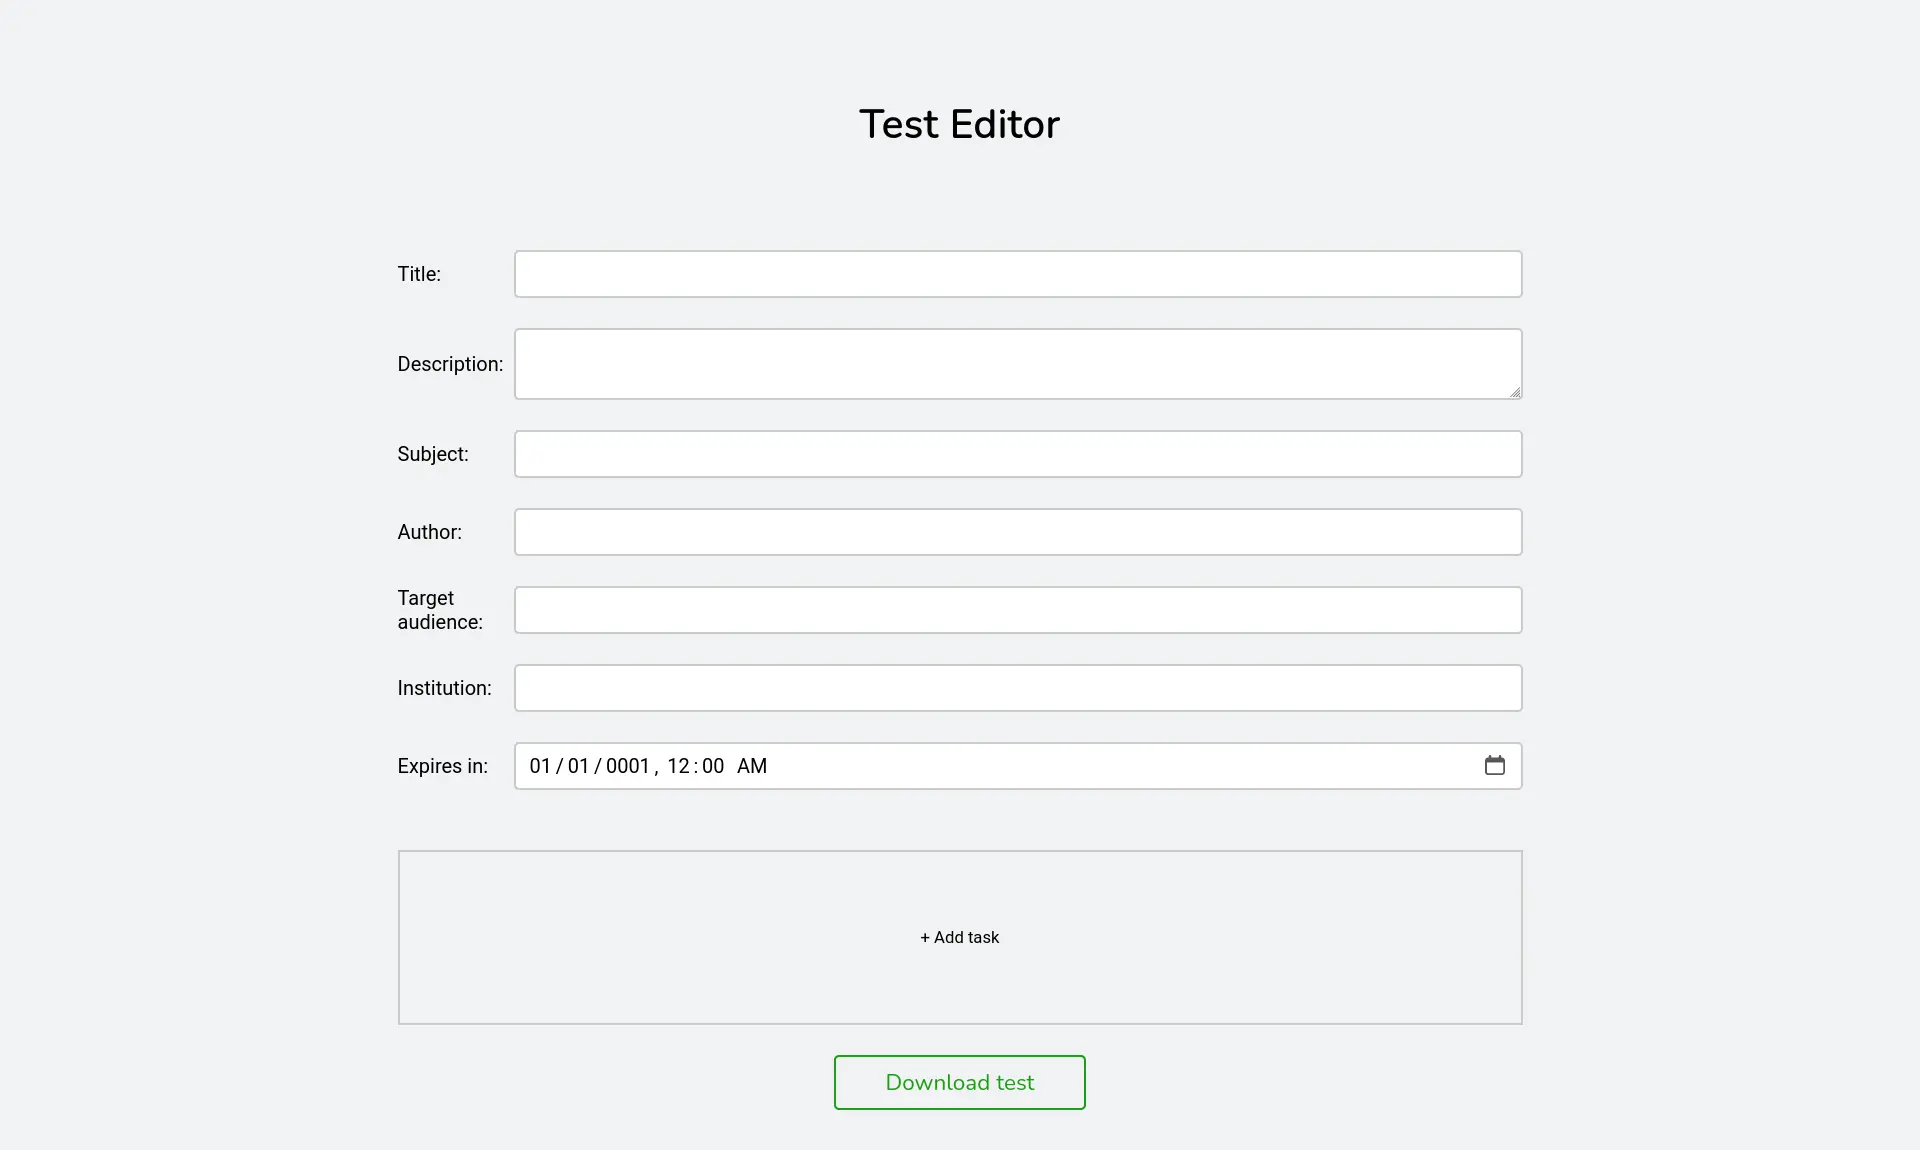 Test Editor
Title:
Description:
Subject:
Author:
Target
audience:
Institution:
Expires in:
01/01/0001, 12:00 AM
+ Add task
Download test